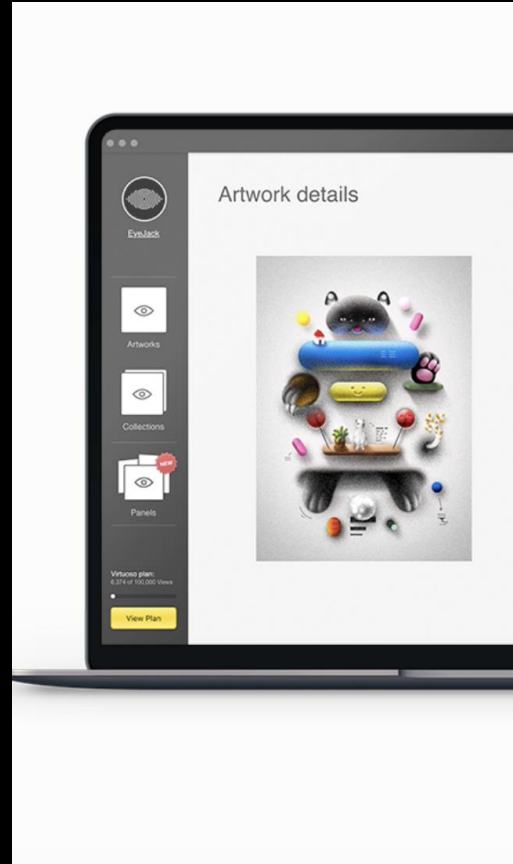 Artwork details
EyeJack
Artworks
Collections
NEW
Panels
Virtuoso plan:
6,374 of 100,000 Views
View Plan